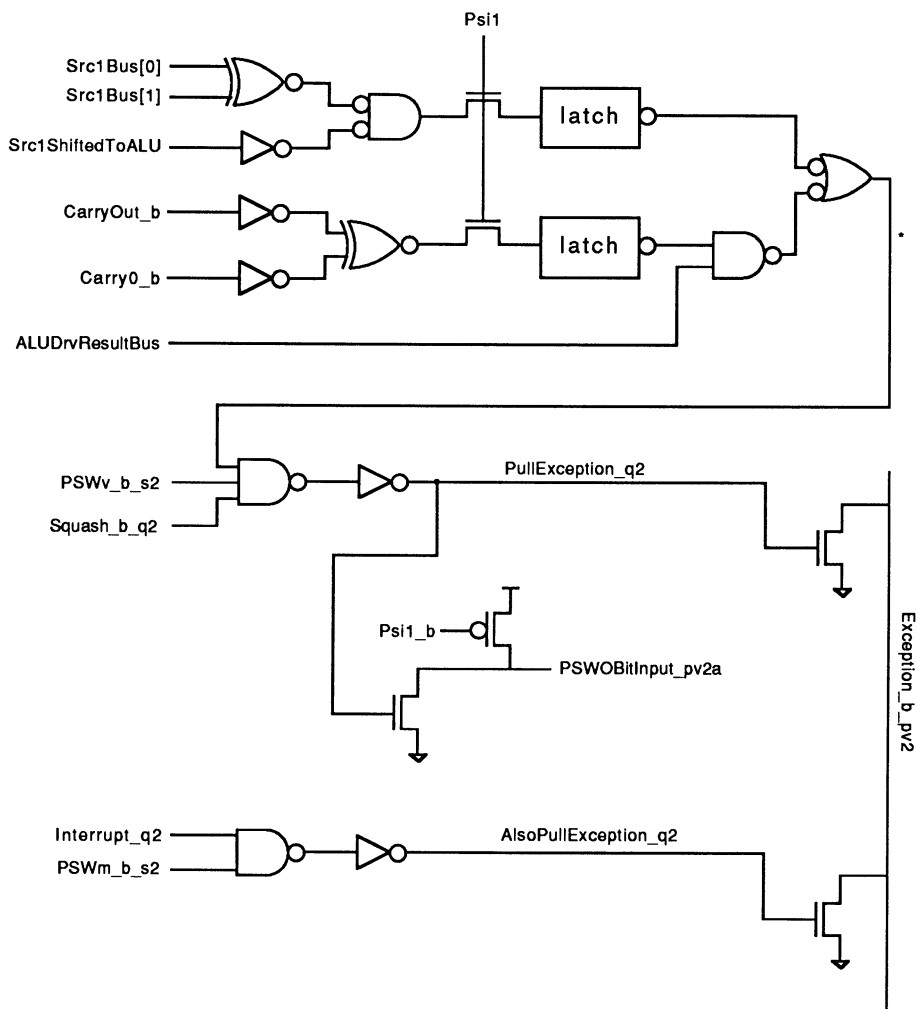 Psi1
Src1Bus[0]
Src1Bus[1]
latch
Src1ShiftedToALU
CarryOut_b
latch
Carry0_b
*
ALUDrvResultBus
PullException_q2
PSWv_b_s2
Squash_b_q2
Psi1_b
PSWOBitInput_pv2a
Exception_b_pv2
Interrupt_q2
AlsoPullException_q2
PSWm_b_s2